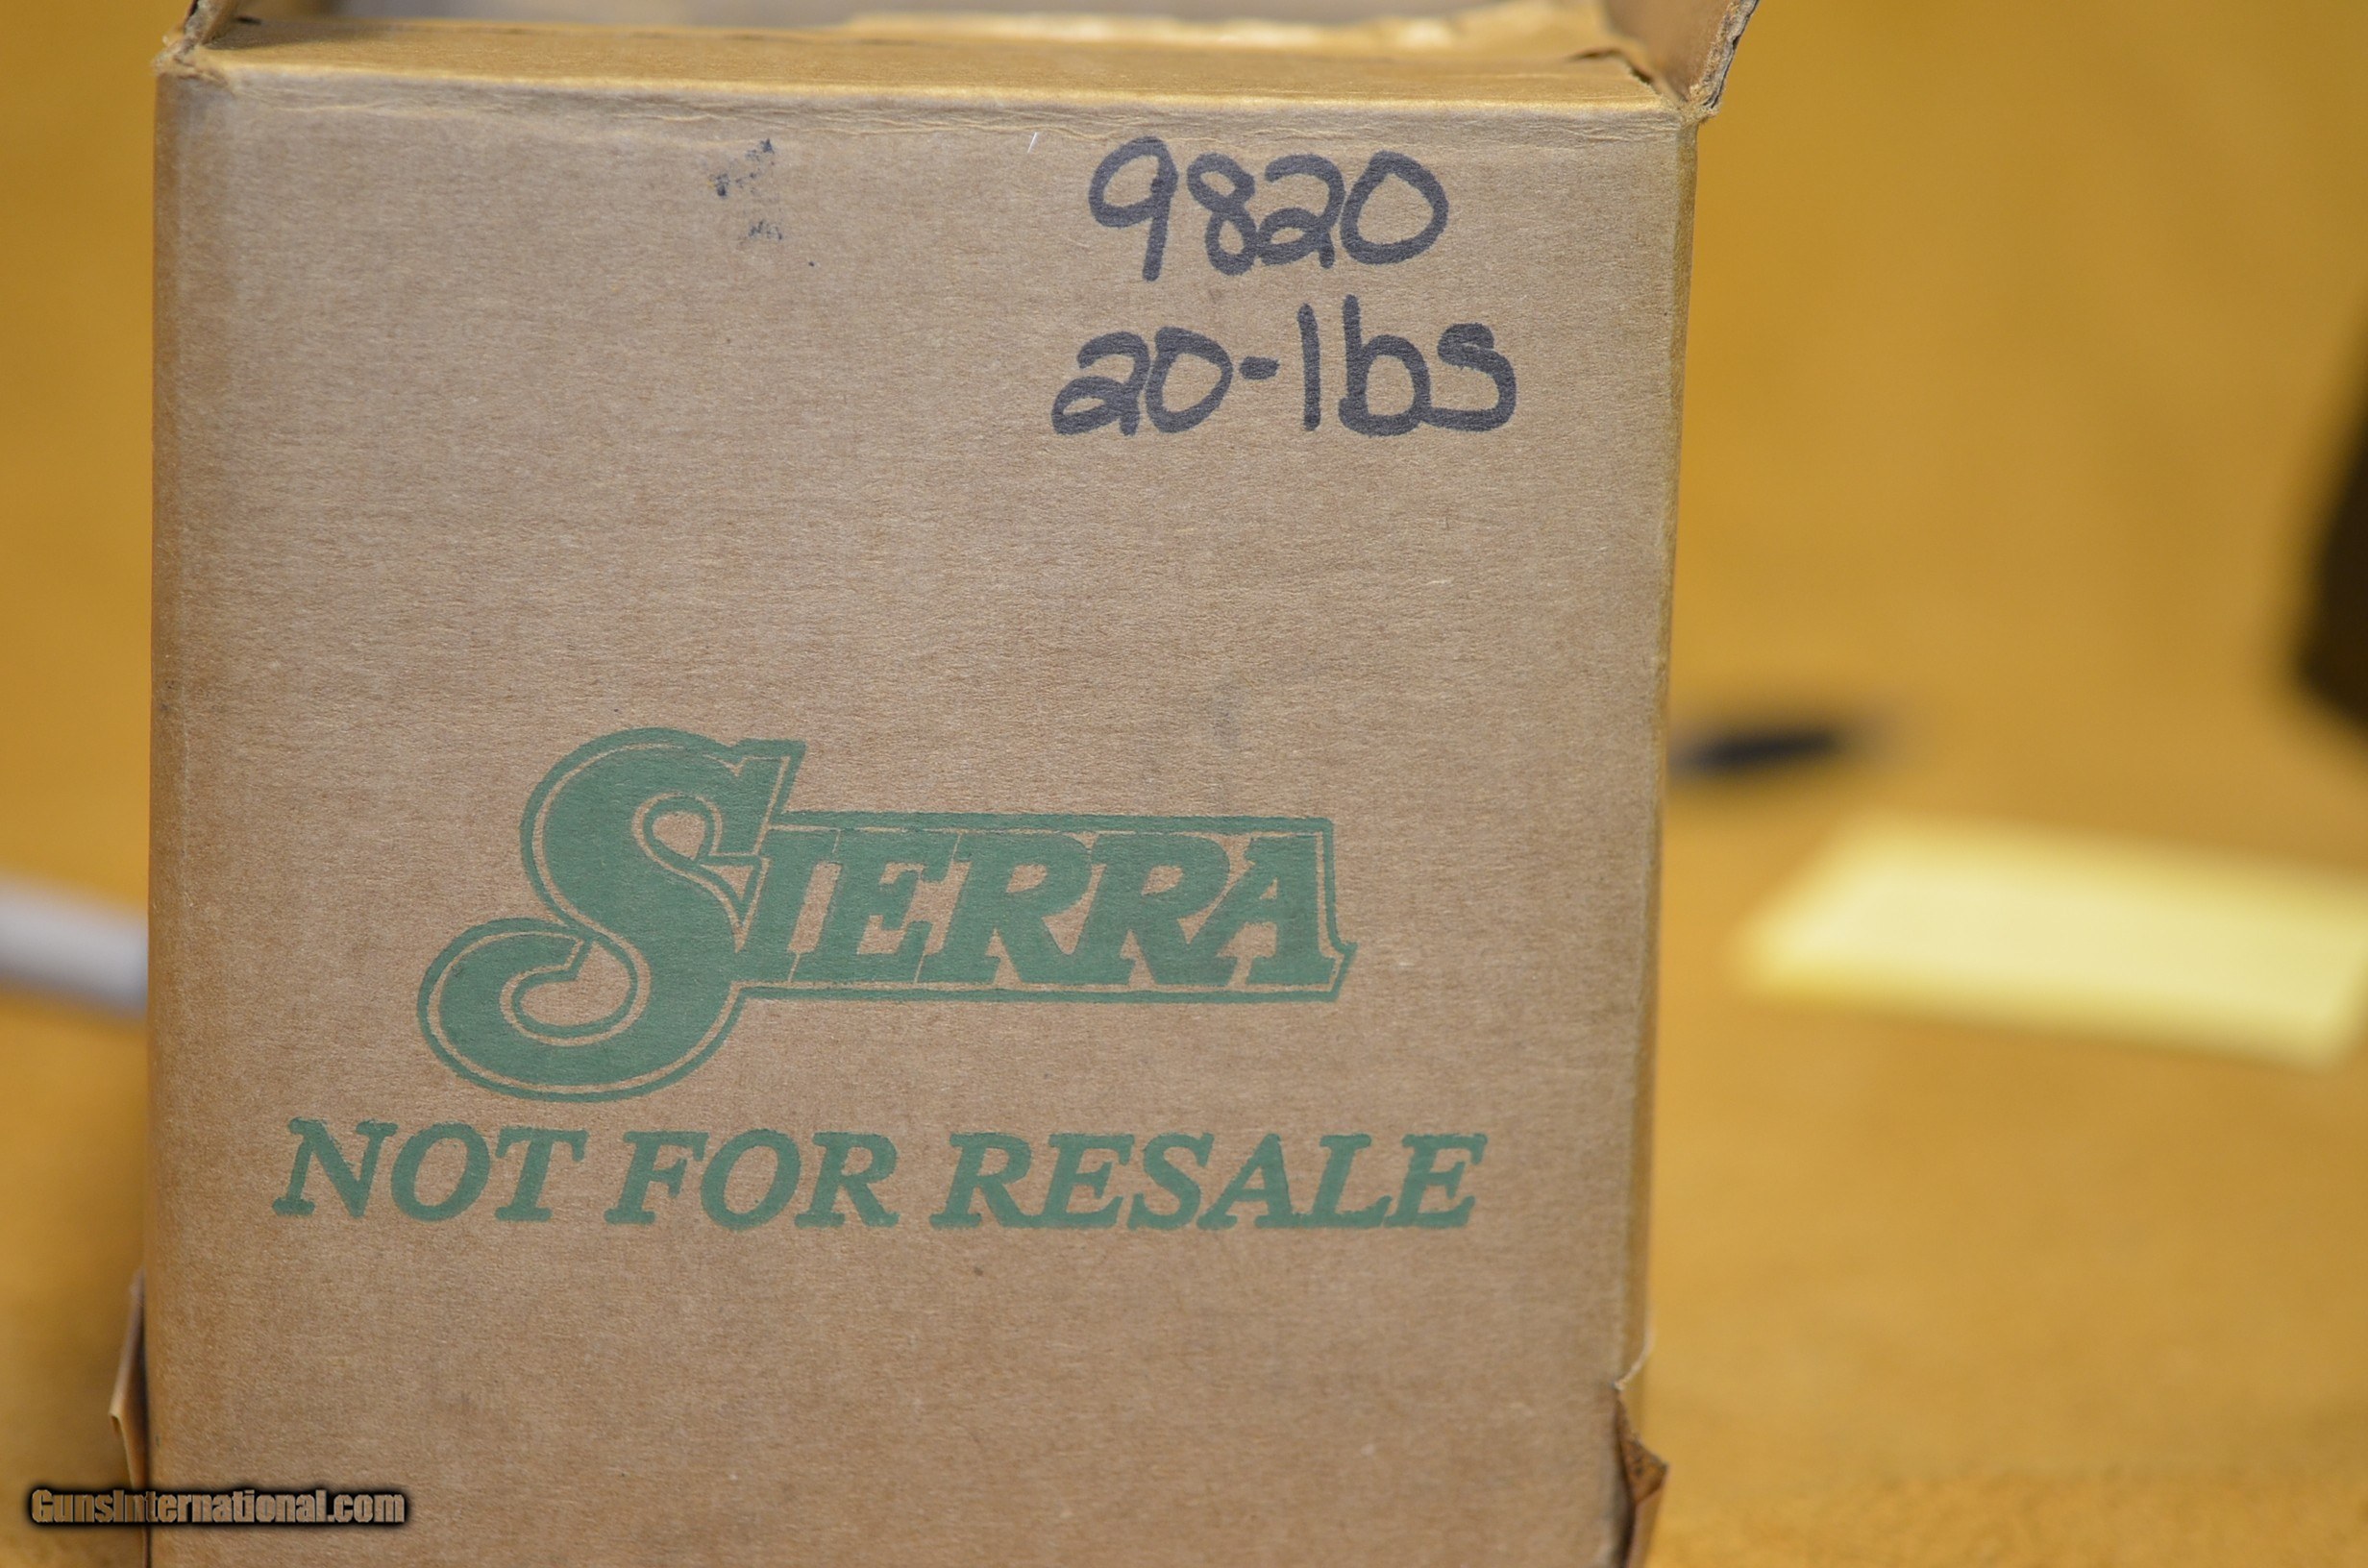 9820
20-lbs
SIERRA
NOT FOR RESALE
GunsInternational.com